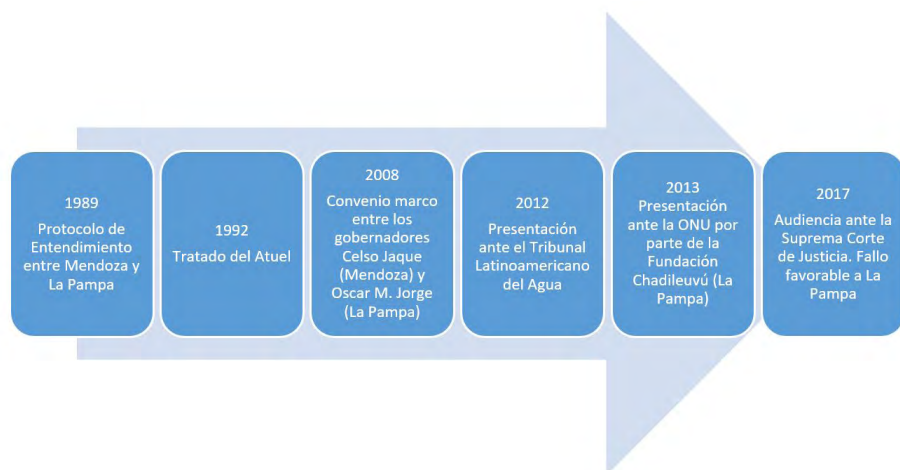 1989
Protocolo de
Entendimiento
entre Mendoza y
La Pampa
1992
Tratado del Atuel
2008
Convenio marco
entre los
gobernadores
Celso Jaque
(Mendoza) y
Oscar M. Jorge
(La Pampa)
2012
Presentación
ante el Tribunal
Latinoamericano
del Agua
2013
Presentación
ante la ONU por
parte de la
Fundación
Chadileuvú (La
Pampa)
2017
Audiencia ante la
Suprema Corte
de Justicia. Fallo
favorable a La
Pampa